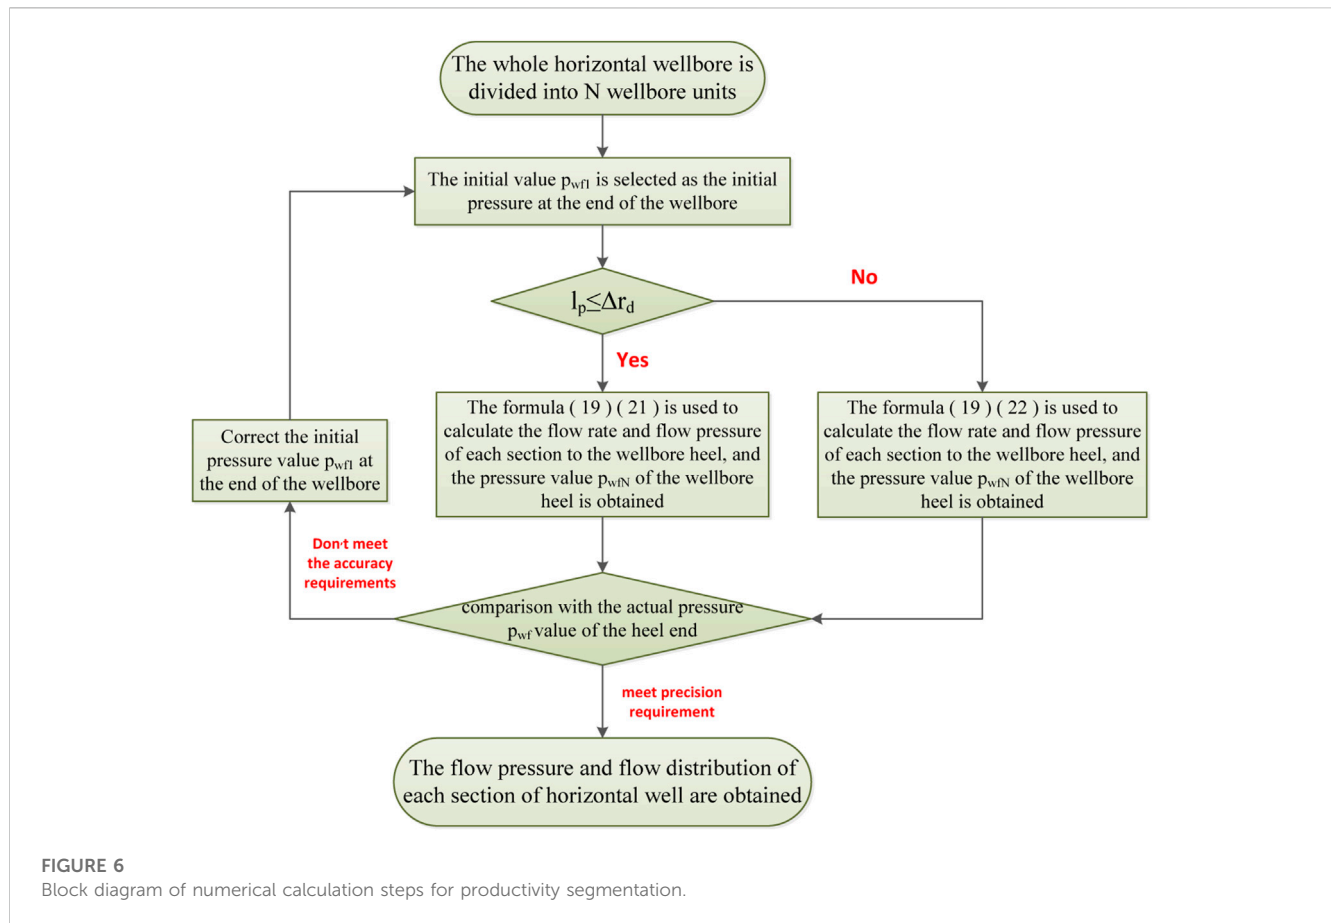 The whole horizontal wellbore is
divided into N wellbore units
The initial value pwf1 is selected as the initial
pressure at the end of the wellbore
lp≤Δrd
No
Yes
The formula ( 19 ) ( 21 ) is used to
calculate the flow rate and flow pressure
of each section to the wellbore heel, and
the pressure value pwfN of the wellbore
heel is obtained
The formula ( 19 ) ( 22 ) is used to
calculate the flow rate and flow pressure
of each section to the wellbore heel, and
the pressure value pwfN of the wellbore
heel is obtained
Correct the initial
pressure value pwf1 at
the end of the wellbore
Don't meet
the accuracy
requirements
comparison with the actual pressure
pwf value of the heel end
meet precision
requirement
The flow pressure and flow distribution of
each section of horizontal well are obtained
FIGURE 6
Block diagram of numerical calculation steps for productivity segmentation.